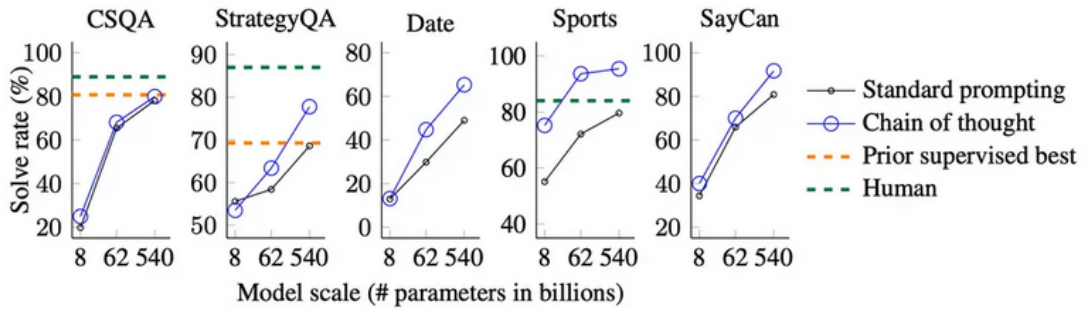 CSQA StrategyQA Date Sports SayCan
Solve rate (%)
100
80
60
40
20
90
80
70
60
50
80
60
40
20
0
100
80
60
40
100
80
60
40
20
8 62 540
8 62 540
8 62 540
8 62 540
8 62 540
Model scale (# parameters in billions)
Standard prompting
Chain of thought
Prior supervised best
Human